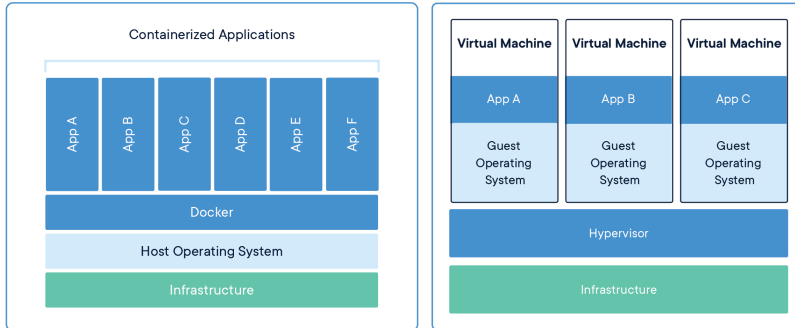 Containerized Applications
App A
App B
App C
App D
App E
App F
Docker
Host Operating System
Infrastructure
Virtual Machine
App A
Guest
Operating
System
Virtual Machine
App B
Guest
Operating
System
Virtual Machine
App C
Guest
Operating
System
Hypervisor
Infrastructure